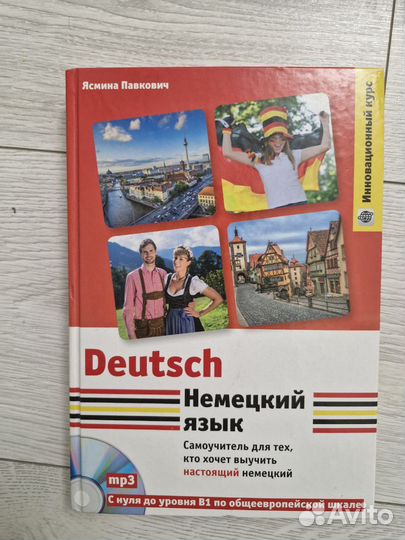 Ясмина Павкович
Инновационный курс
Deutsch
Немецкий
язык
Самоучитель для тех,
кто хочет выучить
настоящий немецкий
mp3
С нуля до уровня B1 по общеевропейской шкале
Avito